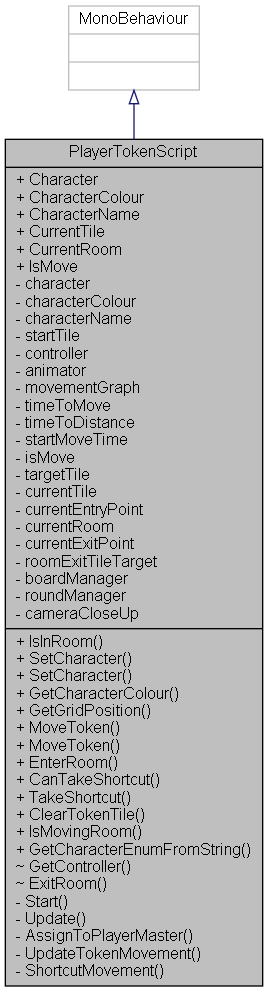 MonoBehaviour
PlayerTokenScript
+ Character
+ CharacterColour
+ CharacterName
+ CurrentTile
+ CurrentRoom
+ IsMove
- character
- characterColour
- characterName
- startTile
- controller
- animator
- movementGraph
- timeToMove
- timeToDistance
- startMoveTime
- isMove
- targetTile
- currentTile
- currentEntryPoint
- currentRoom
- currentExitPoint
- roomExitTileTarget
- boardManager
- roundManager
- cameraCloseUp
+ IsInRoom()
+ SetCharacter()
+ SetCharacter()
+ GetCharacterColour()
+ GetGridPosition()
+ MoveToken()
+ MoveToken()
+ EnterRoom()
+ CanTakeShortcut()
+ TakeShortcut()
+ ClearTokenTile()
+ IsMovingRoom()
+ GetCharacterEnumFromString()
~ GetController()
~ ExitRoom()
- Start()
- Update()
- AssignToPlayerMaster()
- UpdateTokenMovement()
- ShortcutMovement()